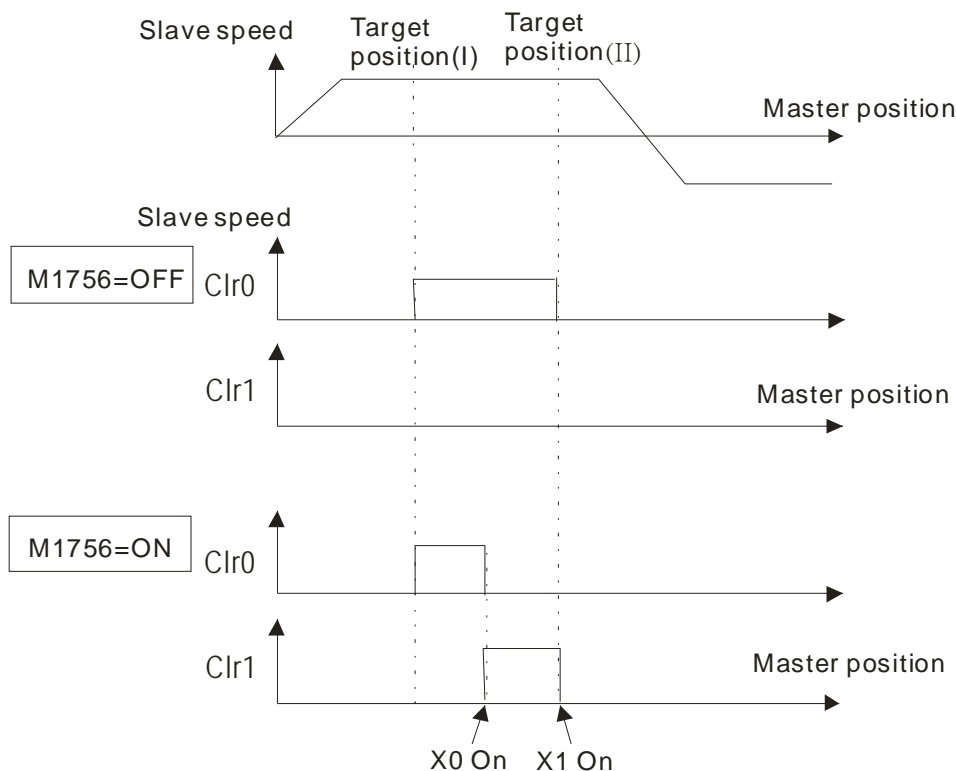 Slave speed
Target
position(I)
Target
position(II)
Master position
Slave speed
M1756=OFF
Clr0
Clr1
Master position
M1756=ON
Clr0
Clr1
Master position
X0 On
X1 On